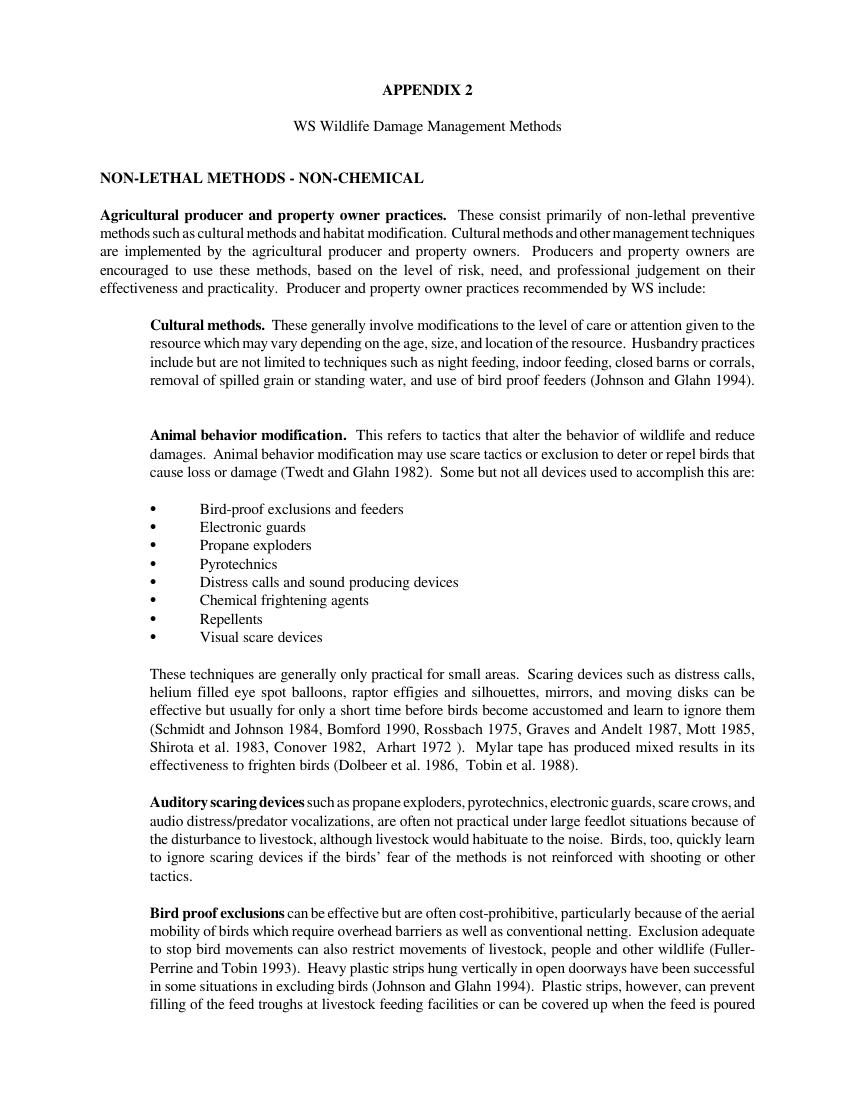 APPENDIX 2
WS Wildlife Damage Management Methods
NON-LETHAL METHODS - NON-CHEMICAL
Agricultural producer and property owner practices. These consist primarily of non-lethal preventive
methods such as cultural methods and habitat modification. Cultural methods and other management techniques
are implemented by the agricultural producer and property owners. Producers and property owners are
encouraged to use these methods, based on the level of risk, need, and professional judgement on their
effectiveness and practicality. Producer and property owner practices recommended by WS include:
Cultural methods. These generally involve modifications to the level of care or attention given to the
resource which may vary depending on the age, size, and location of the resource. Husbandry practices
include but are not limited to techniques such as night feeding, indoor feeding, closed barns or corrals,
removal of spilled grain or standing water, and use of bird proof feeders (Johnson and Glahn 1994).
Animal behavior modification. This refers to tactics that alter the behavior of wildlife and reduce
damages. Animal behavior modification may use scare tactics or exclusion to deter or repel birds that
cause loss or damage (Twedt and Glahn 1982). Some but not all devices used to accomplish this are:
• Bird-proof exclusions and feeders
• Electronic guards
• Propane exploders
• Pyrotechnics
• Distress calls and sound producing devices
• Chemical frightening agents
• Repellents
• Visual scare devices
These techniques are generally only practical for small areas. Scaring devices such as distress calls,
helium filled eye spot balloons, raptor effigies and silhouettes, mirrors, and moving disks can be
effective but usually for only a short time before birds become accustomed and learn to ignore them
(Schmidt and Johnson 1984, Bomford 1990, Rossbach 1975, Graves and Andelt 1987, Mott 1985,
Shirota et al. 1983, Conover 1982, Arhart 1972 ). Mylar tape has produced mixed results in its
effectiveness to frighten birds (Dolbeer et al. 1986, Tobin et al. 1988).
Auditory scaring devices such as propane exploders, pyrotechnics, electronic guards, scare crows, and
audio distress/predator vocalizations, are often not practical under large feedlot situations because of
the disturbance to livestock, although livestock would habituate to the noise. Birds, too, quickly learn
to ignore scaring devices if the birds’ fear of the methods is not reinforced with shooting or other
tactics.
Bird proof exclusions can be effective but are often cost-prohibitive, particularly because of the aerial
mobility of birds which require overhead barriers as well as conventional netting. Exclusion adequate
to stop bird movements can also restrict movements of livestock, people and other wildlife (Fuller-
Perrine and Tobin 1993). Heavy plastic strips hung vertically in open doorways have been successful
in some situations in excluding birds (Johnson and Glahn 1994). Plastic strips, however, can prevent
filling of the feed troughs at livestock feeding facilities or can be covered up when the feed is poured